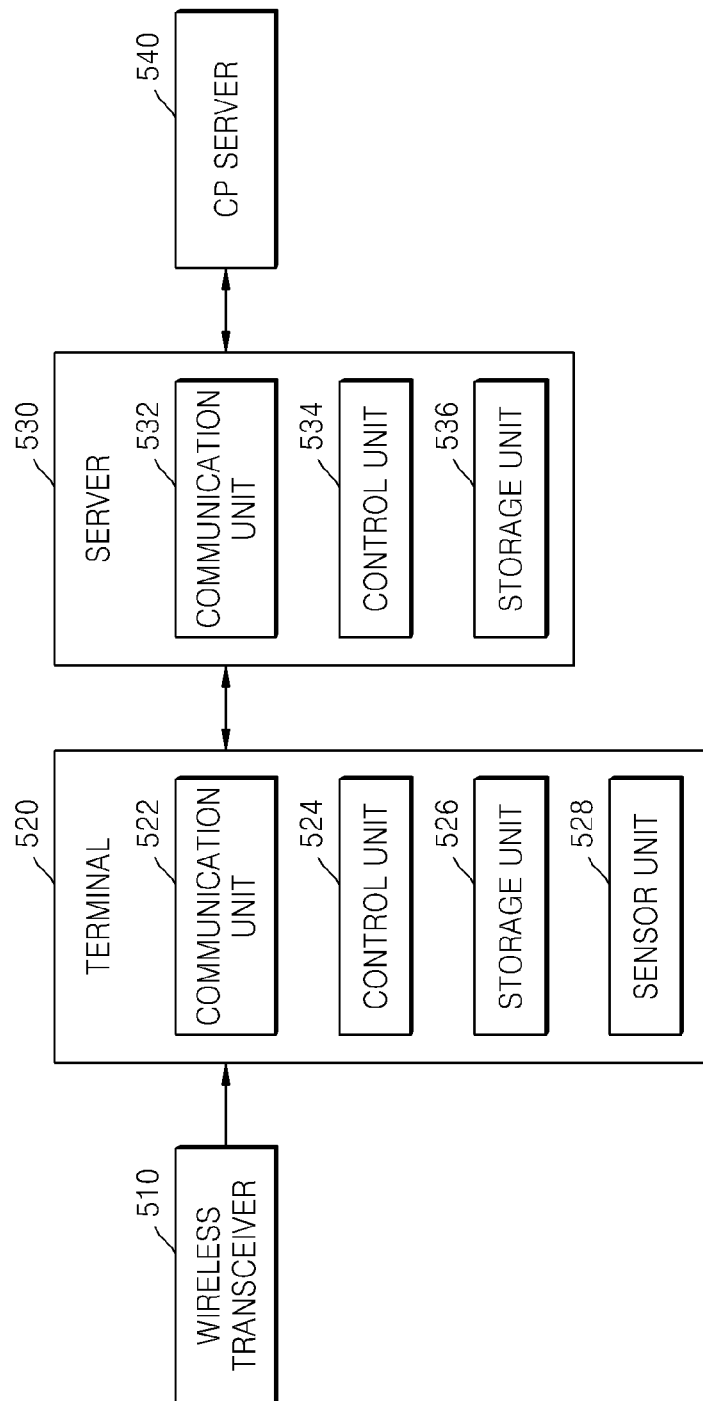 510
WIRELESS
TRANSCEIVER
520
TERMINAL
522
COMMUNICATION
UNIT
524
CONTROL UNIT
526
STORAGE UNIT
528
SENSOR UNIT
530
SERVER
532
COMMUNICATION
UNIT
534
CONTROL UNIT
536
STORAGE UNIT
540
CP SERVER